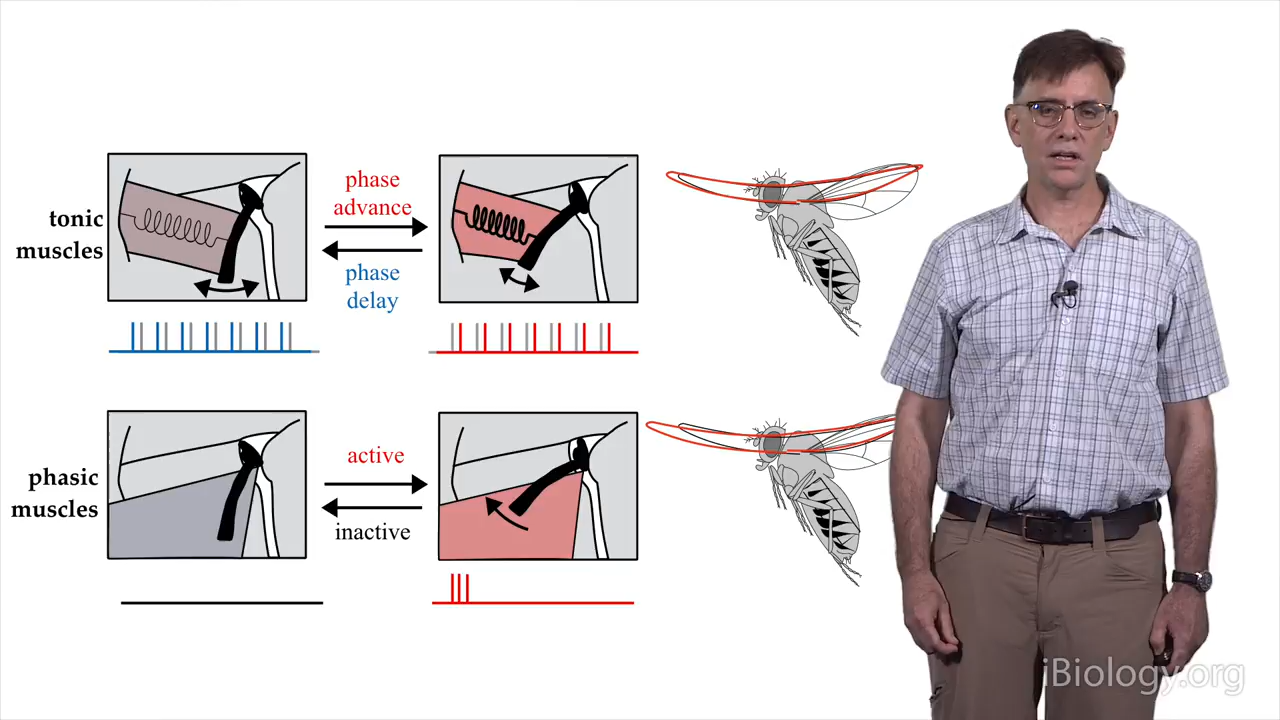 tonic
muscles
phase
advance
phase
delay
phasic
muscles
active
inactive
iBiology.org